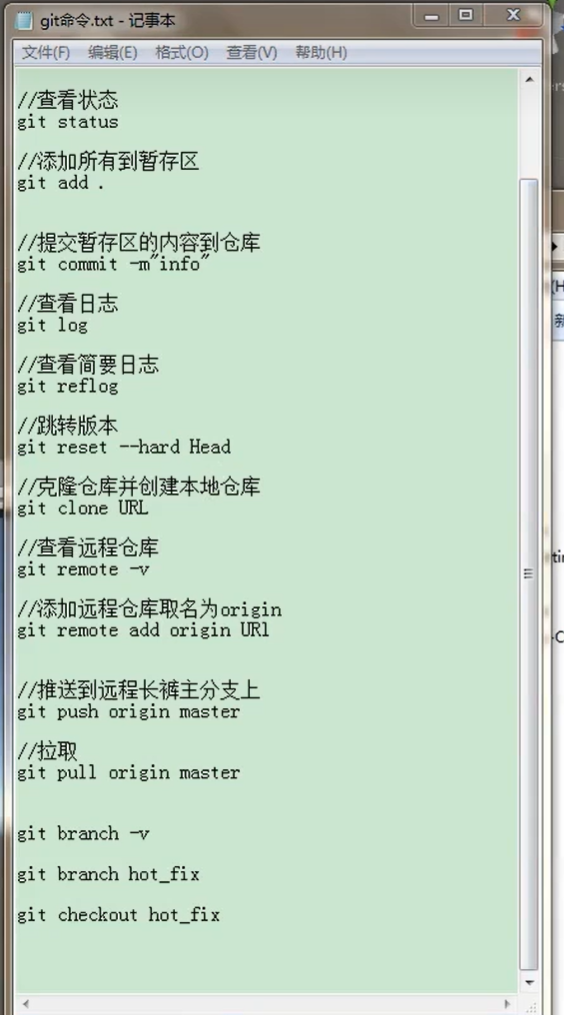 git命令.txt - 记事本
文件(F) 编辑(E) 格式(O) 查看(V) 帮助(H)
//查看状态
git status
//添加所有到暂存区
git add .
//提交暂存区的内容到仓库
git commit -m"info"
//查看日志
git log
//查看简要日志
git reflog
//跳转版本
git reset --hard Head
//克隆仓库并创建本地仓库
git clone URL
//查看远程仓库
git remote -v
//添加远程仓库取名为origin
git remote add origin URl
//推送到远程长裤主分支上
git push origin master
//拉取
git pull origin master
git branch -v
git branch hot_fix
git checkout hot_fix